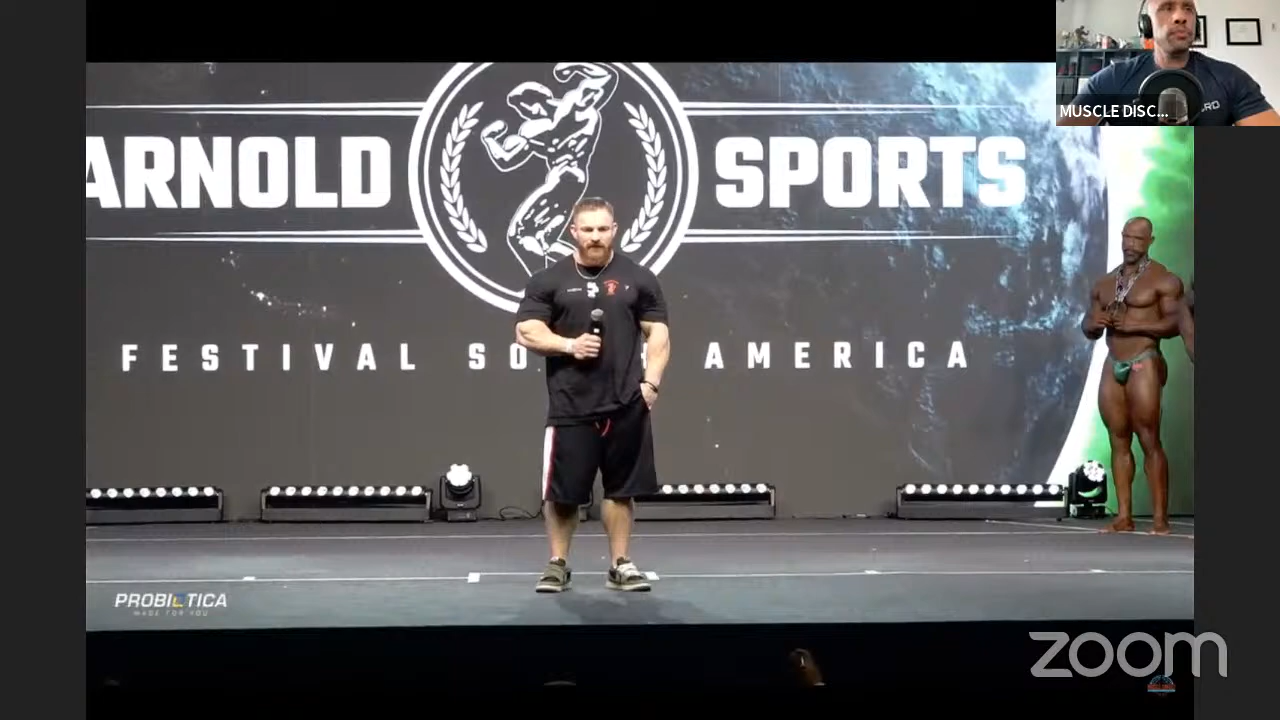 MUSCLE DISC...
ARNOLD SPORTS
FESTIVAL SO AMERICA
PROBIOTICA
MADE FOR YOU
zoom